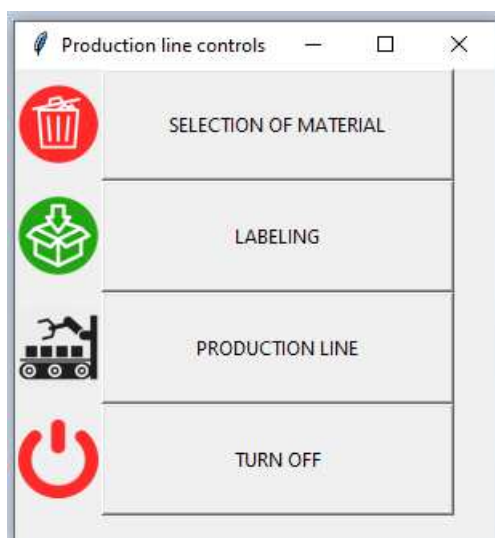 Production line controls
SELECTION OF MATERIAL
LABELING
PRODUCTION LINE
TURN OFF